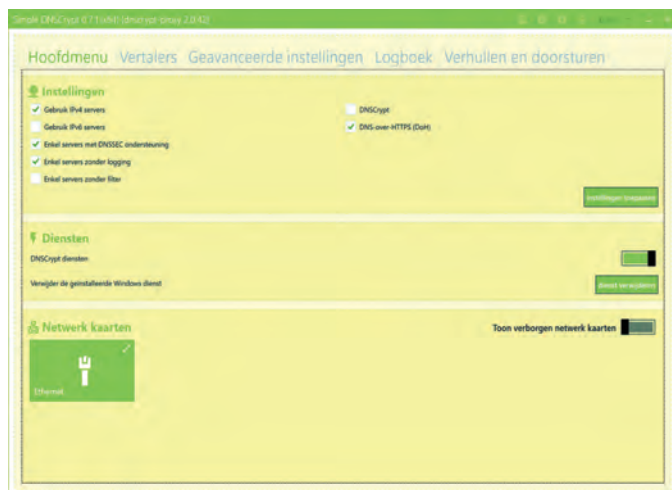 Simple DNSCrypt 0.7.1 (x64) [dnscrypt-proxy 2.0.42]
Hoofdmenu Vertalers Geavanceerde instellingen Logboek Verhullen en doorsturen
Instellingen
Gebruik IPv4 servers
DNSCrypt
Gebruik IPv6 servers
DNS-over-HTTPS (DoH)
Enkel servers met DNSSEC ondersteuning
Enkel servers zonder logging
Enkel servers zonder filter
Instellingen toepassen
Diensten
DNSCrypt diensten
Verwijder de geïnstalleerde Windows dienst
dienst verwijderen
Netwerk kaarten
Toon verborgen netwerk kaarten
Ethernet